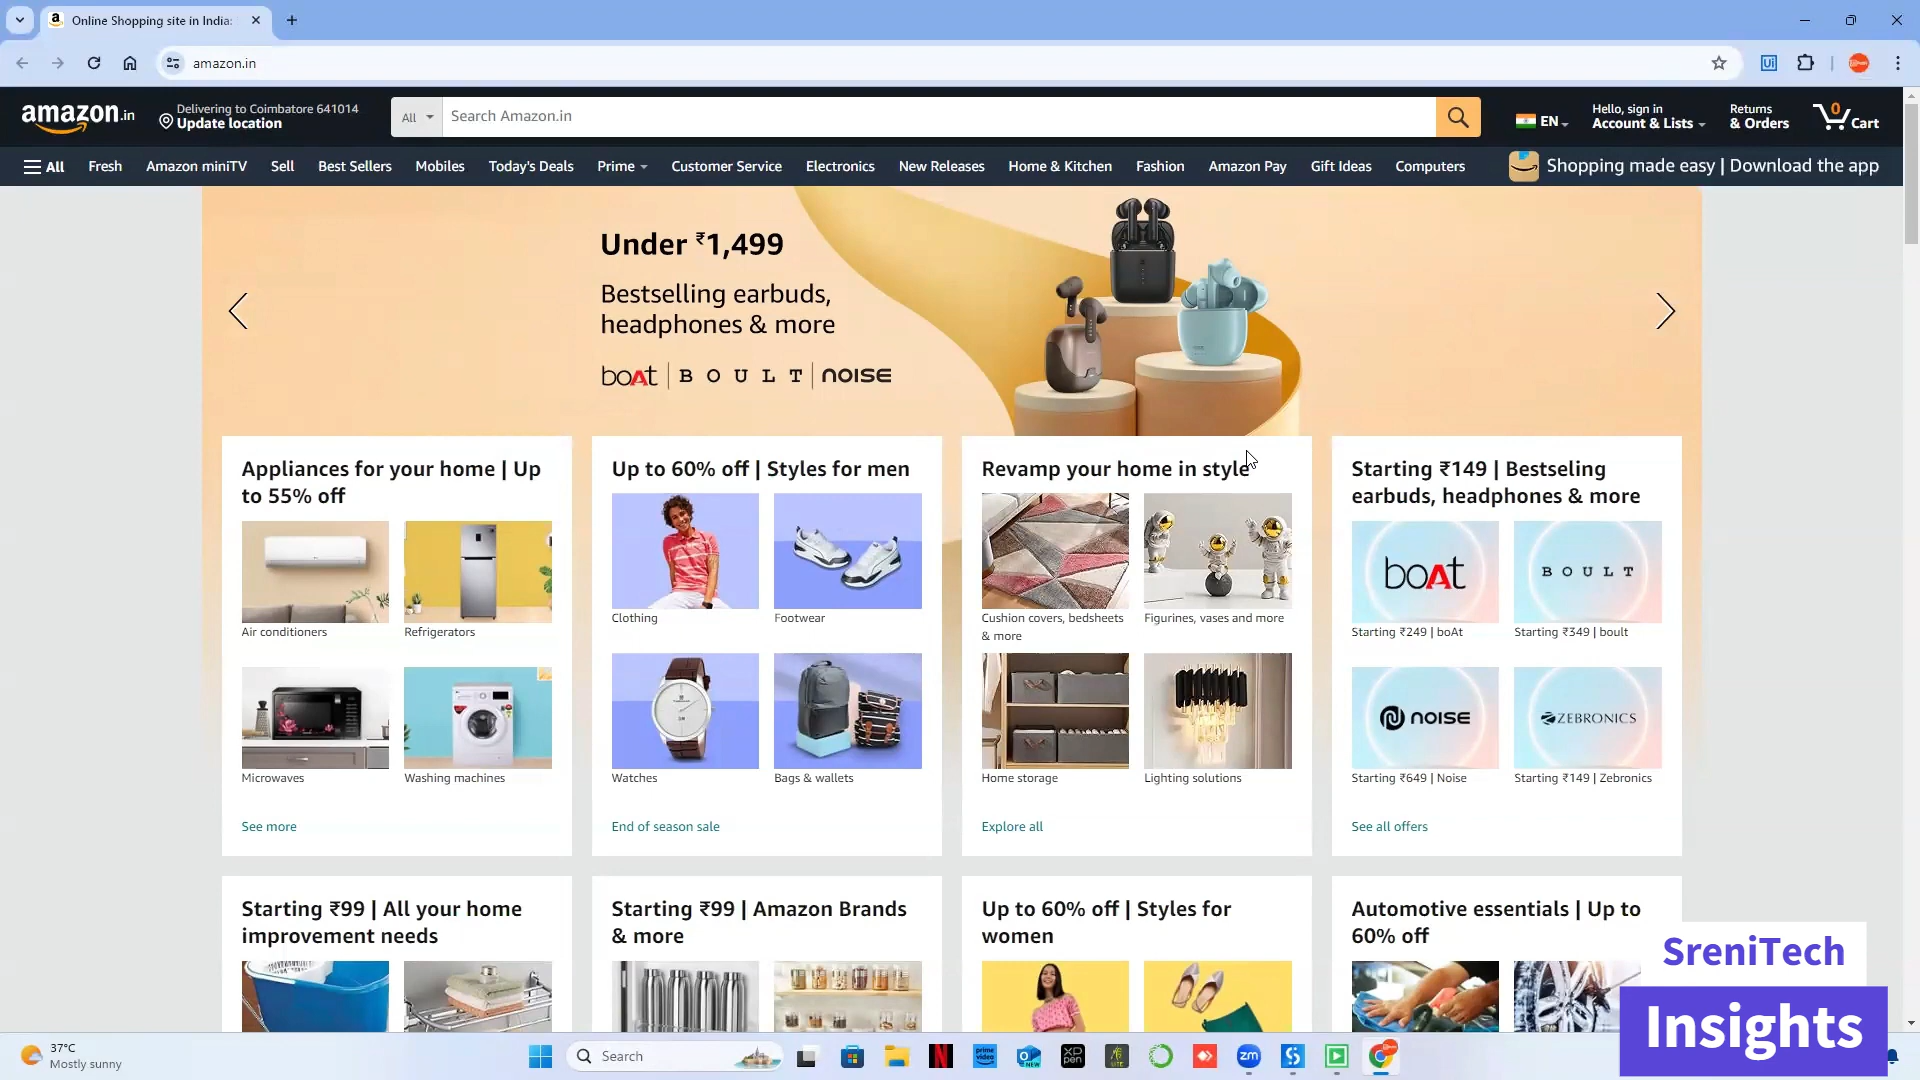 Online Shopping site in India:
amazon.in
amazon.in
Delivering to Coimbatore 641014
Update location
All
Search Amazon.in
EN
Hello, sign in
Account & Lists
Returns
& Orders
0
Cart
All
Fresh
Amazon miniTV
Sell
Best Sellers
Mobiles
Today's Deals
Prime
Customer Service
Electronics
New Releases
Home & Kitchen
Fashion
Amazon Pay
Gift Ideas
Computers
Shopping made easy | Download the app
Under ₹1,499
Bestselling earbuds,
headphones & more
boAt | BOULT | NOISE
Appliances for your home | Up
to 55% off
Air conditioners
Refrigerators
Microwaves
Washing machines
See more
Up to 60% off | Styles for men
Clothing
Footwear
Watches
Bags & wallets
End of season sale
Revamp your home in style
Cushion covers, bedsheets
& more
Figurines, vases and more
Home storage
Lighting solutions
Explore all
Starting ₹149 | Bestseling
earbuds, headphones & more
boAt
BOULT
Starting ₹249 | boAt
Starting ₹349 | boult
NOISE
ZEBRONICS
Starting ₹649 | Noise
Starting ₹149 | Zebronics
See all offers
Starting ₹99 | All your home
improvement needs
Starting ₹99 | Amazon Brands
& more
Up to 60% off | Styles for
women
Automotive essentials | Up to
60% off
SreniTech
Insights
37°C
Mostly sunny
Search